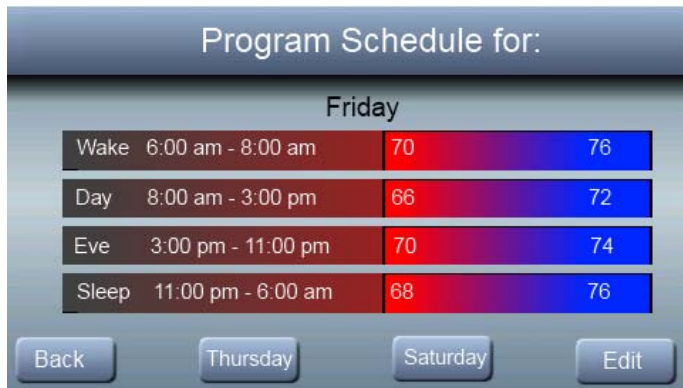 Program Schedule for:
Friday
Wake 6:00 am - 8:00 am 70 76
Day 8:00 am - 3:00 pm 66 72
Eve 3:00 pm - 11:00 pm 70 74
Sleep 11:00 pm - 6:00 am 68 76
Back Thursday Saturday Edit